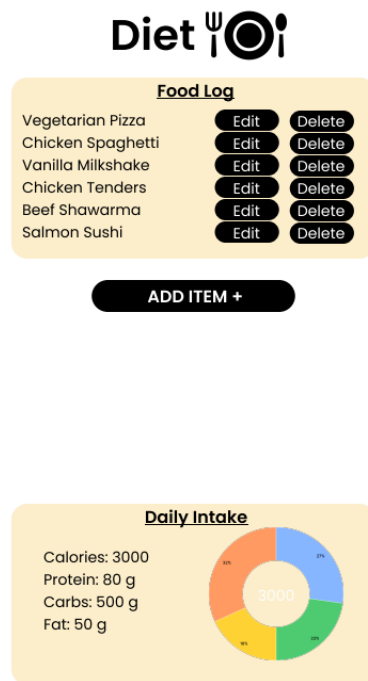 Diet
Food Log
Vegetarian Pizza Edit Delete
Chicken Spaghetti Edit Delete
Vanilla Milkshake Edit Delete
Chicken Tenders Edit Delete
Beef Shawarma Edit Delete
Salmon Sushi Edit Delete
ADD ITEM +
Daily Intake
Calories: 3000
Protein: 80 g
Carbs: 500 g
Fat: 50 g
3000
27%